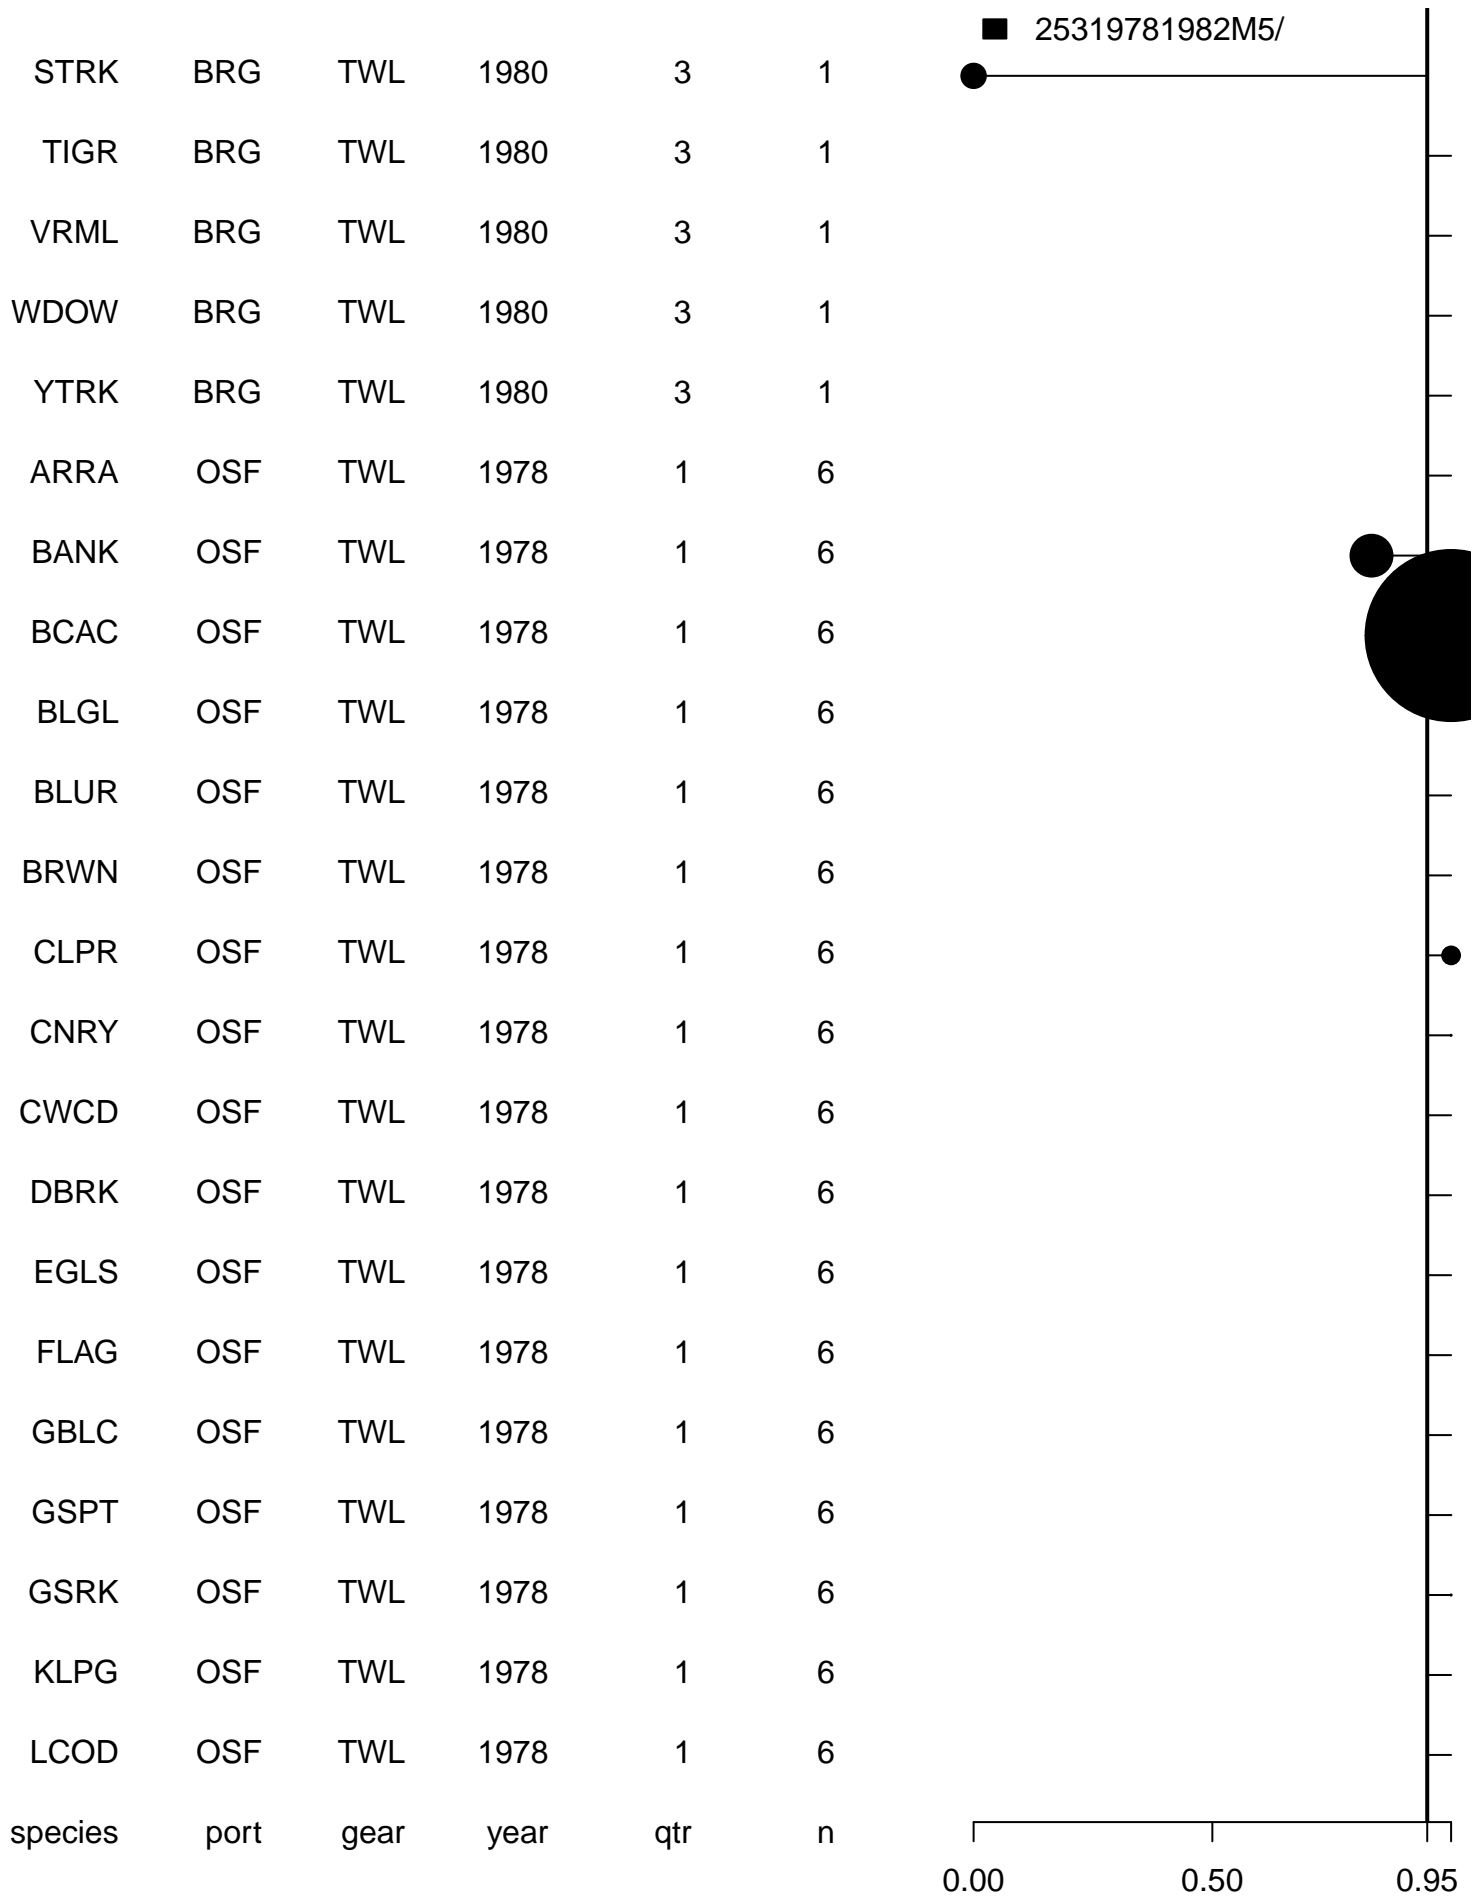 25319781982M5/
STRK BRG TWL 1980 3 1
TIGR BRG TWL 1980 3 1
VRML BRG TWL 1980 3 1
WDOW BRG TWL 1980 3 1
YTRK BRG TWL 1980 3 1
ARRA OSF TWL 1978 1 6
BANK OSF TWL 1978 1 6
BCAC OSF TWL 1978 1 6
BLGL OSF TWL 1978 1 6
BLUR OSF TWL 1978 1 6
BRWN OSF TWL 1978 1 6
CLPR OSF TWL 1978 1 6
CNRY OSF TWL 1978 1 6
CWCD OSF TWL 1978 1 6
DBRK OSF TWL 1978 1 6
EGLS OSF TWL 1978 1 6
FLAG OSF TWL 1978 1 6
GBLC OSF TWL 1978 1 6
GSPT OSF TWL 1978 1 6
GSRK OSF TWL 1978 1 6
KLPG OSF TWL 1978 1 6
LCOD OSF TWL 1978 1 6
species port gear year qtr n
0.00 0.50 0.95